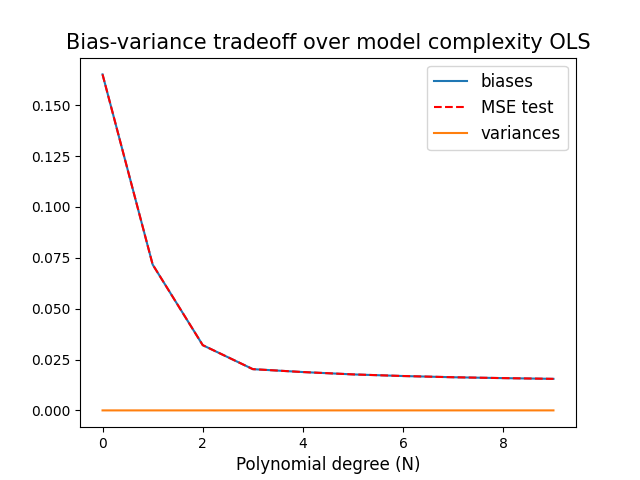 Bias-variance tradeoff over model complexity OLS
biases
MSE test
variances
0.150
0.125
0.100
0.075
0.050
0.025
0.000
0 2 4 6 8
Polynomial degree (N)